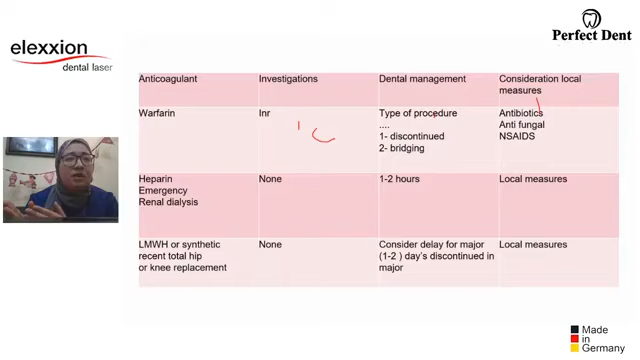 elexxion
dental laser
Perfect Dent
Anticoagulant Investigations Dental management Consideration local
measures
Warfarin Inr Type of procedure Antibiotics
.... Anti fungal
1- discontinued NSAIDS
2- bridging
Heparin None 1-2 hours Local measures
Emergency
Renal dialysis
LMWH or synthetic None Consider delay for major Local measures
recent total hip (1-2 ) day's discontinued in
or knee replacement major
Made
in
Germany